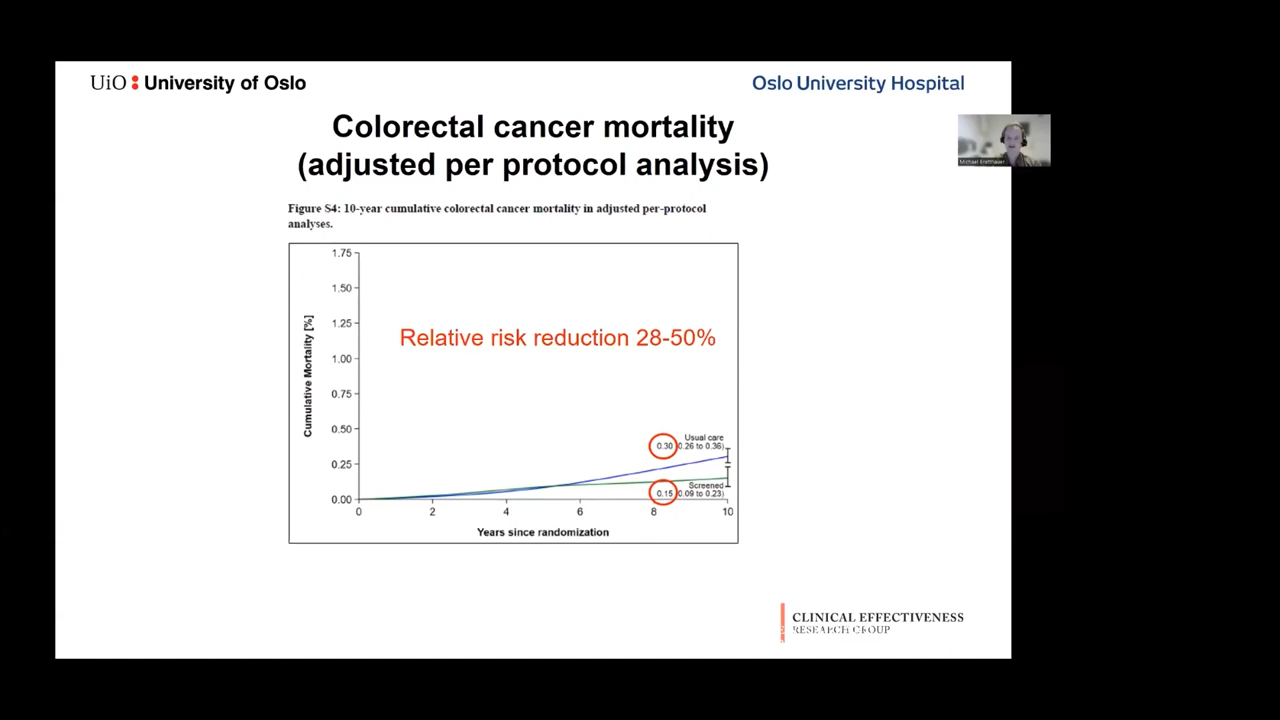 UiO : University of Oslo
Oslo University Hospital
Colorectal cancer mortality
(adjusted per protocol analysis)
Michael Bretthauer
Figure S4: 10-year cumulative colorectal cancer mortality in adjusted per-protocol
analyses.
Cumulative Mortality [%]
1.75
1.50
1.25
1.00
0.75
0.50
0.25
0.00
Relative risk reduction 28-50%
Usual care
0.30 (0.26 to 0.36)
Screened
0.15 (0.09 to 0.23)
0 2 4 6 8 10
Years since randomization
CLINICAL EFFECTIVENESS
RESEARCH GROUP